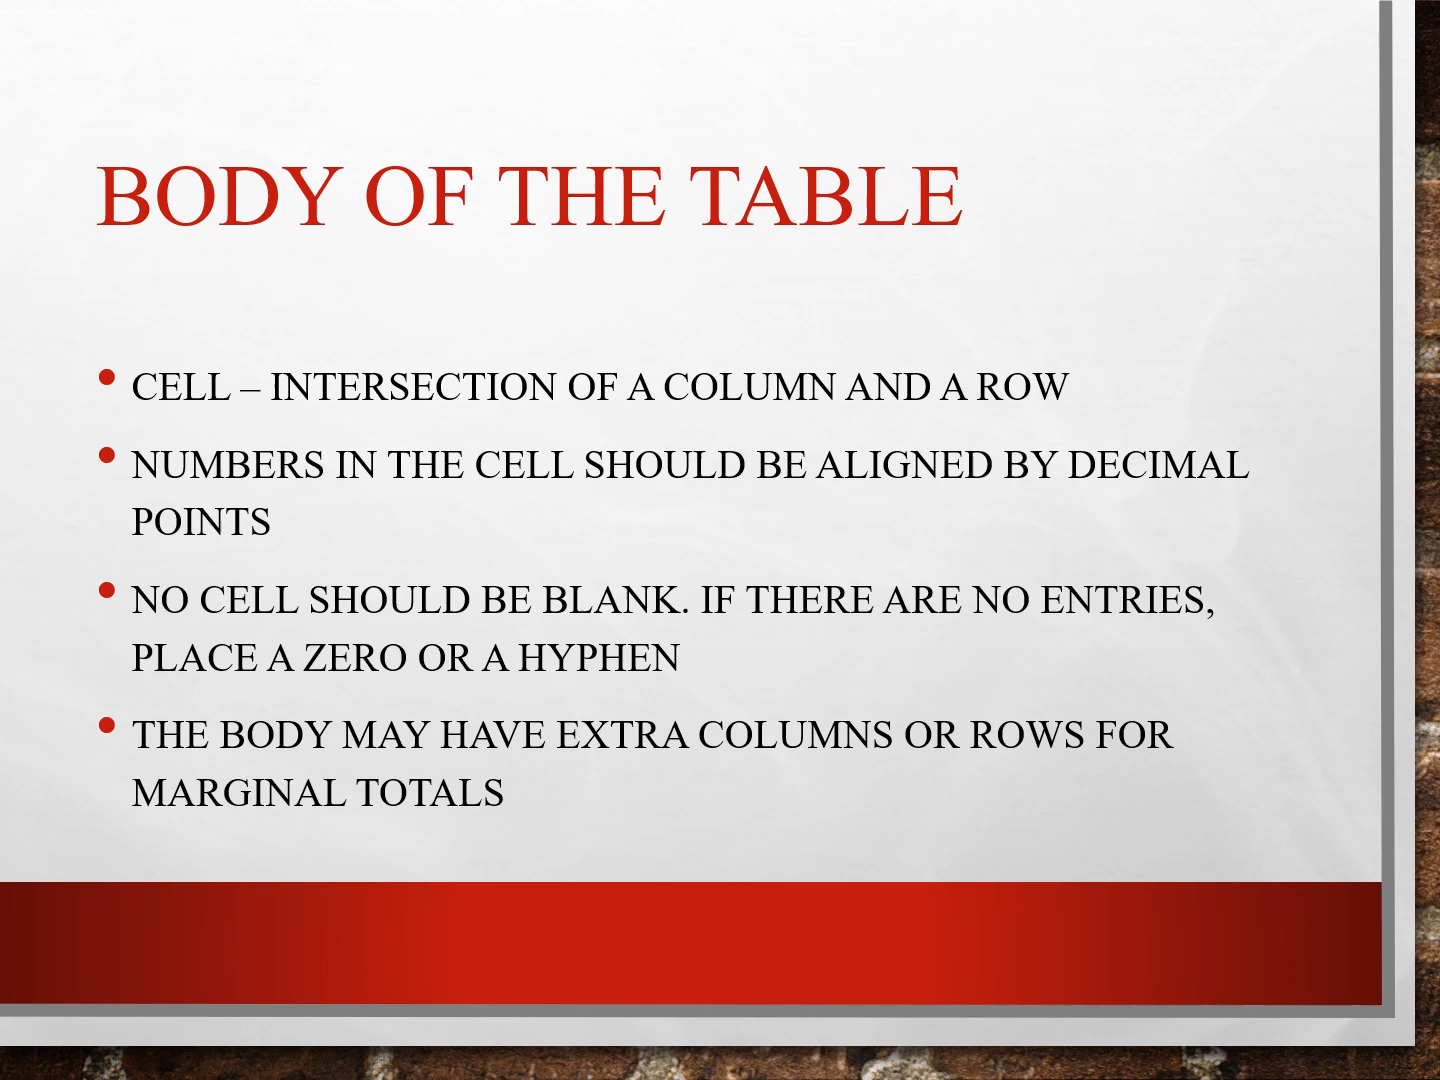 BODY OF THE TABLE
• CELL – INTERSECTION OF A COLUMN AND A ROW
• NUMBERS IN THE CELL SHOULD BE ALIGNED BY DECIMAL
POINTS
• NO CELL SHOULD BE BLANK. IF THERE ARE NO ENTRIES,
PLACE A ZERO OR A HYPHEN
• THE BODY MAY HAVE EXTRA COLUMNS OR ROWS FOR
MARGINAL TOTALS